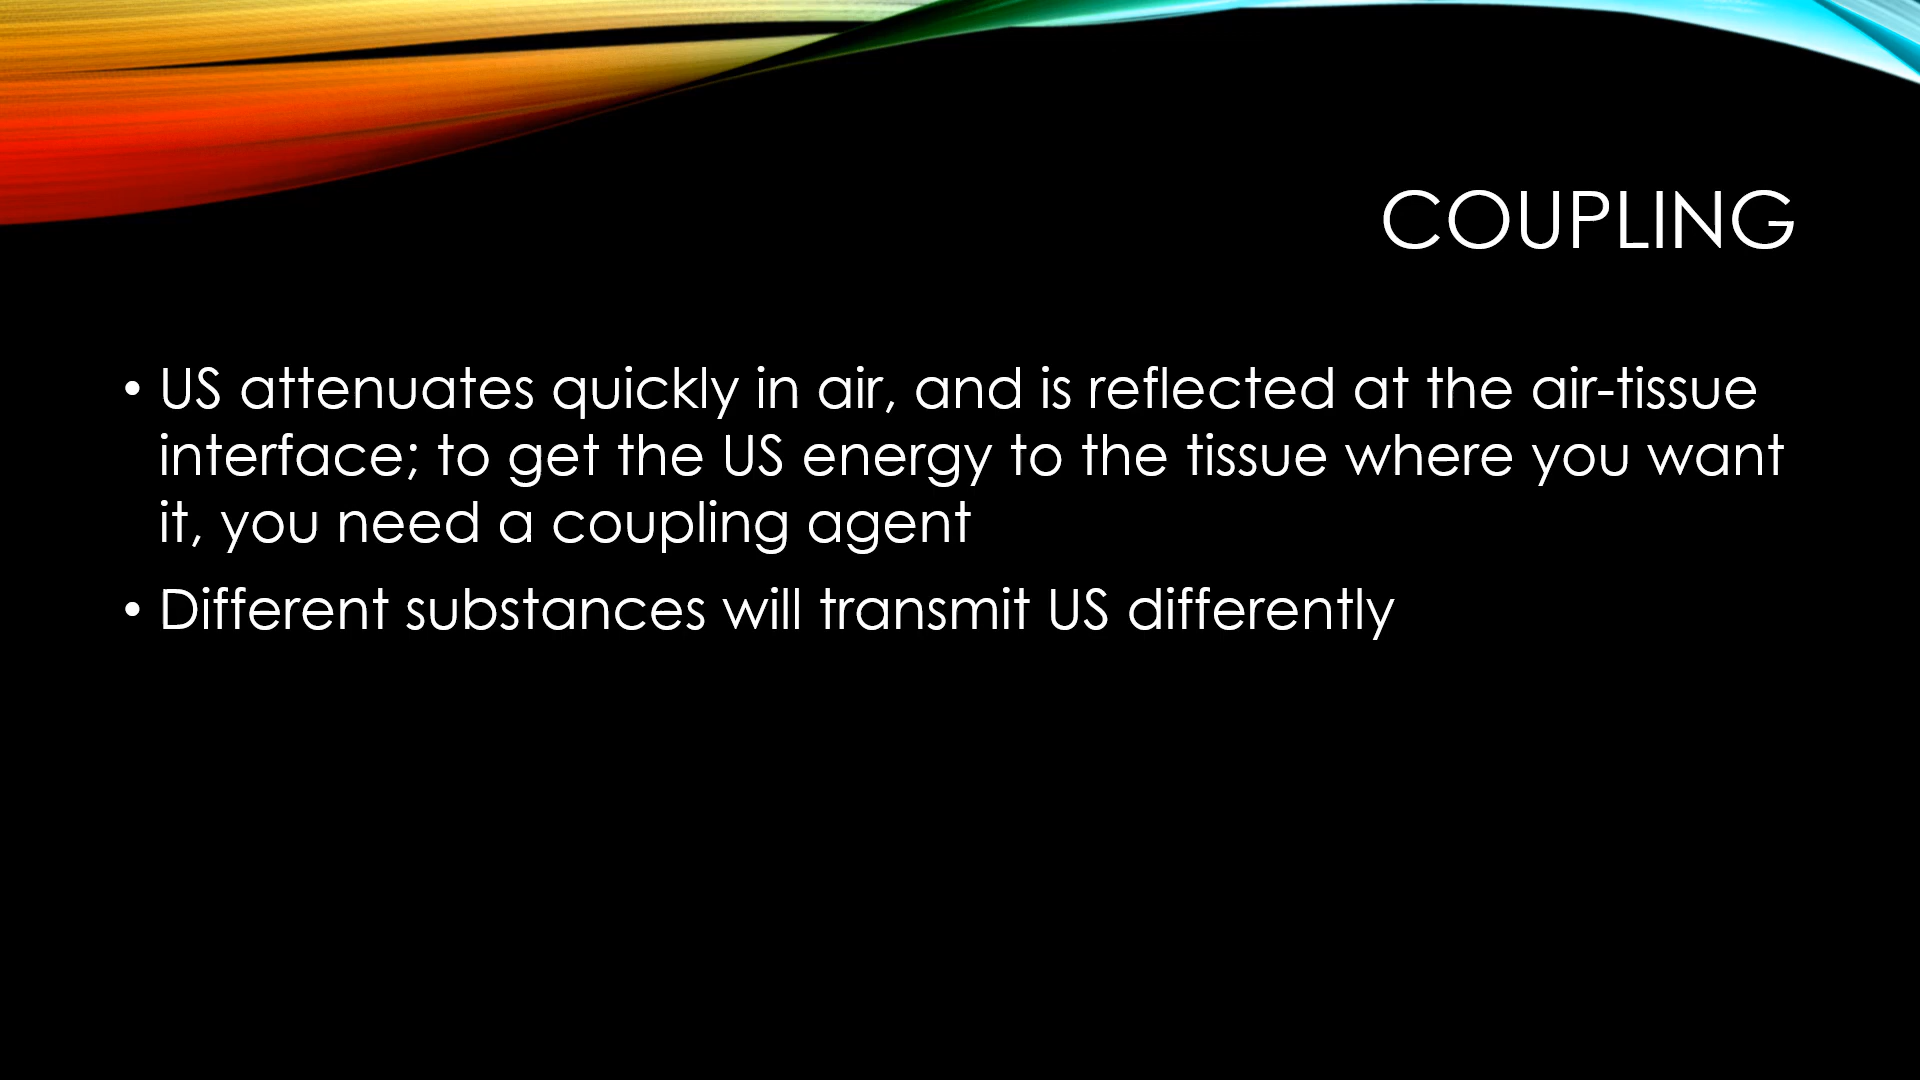 COUPLING
• US attenuates quickly in air, and is reflected at the air-tissue
interface; to get the US energy to the tissue where you want
it, you need a coupling agent
• Different substances will transmit US differently